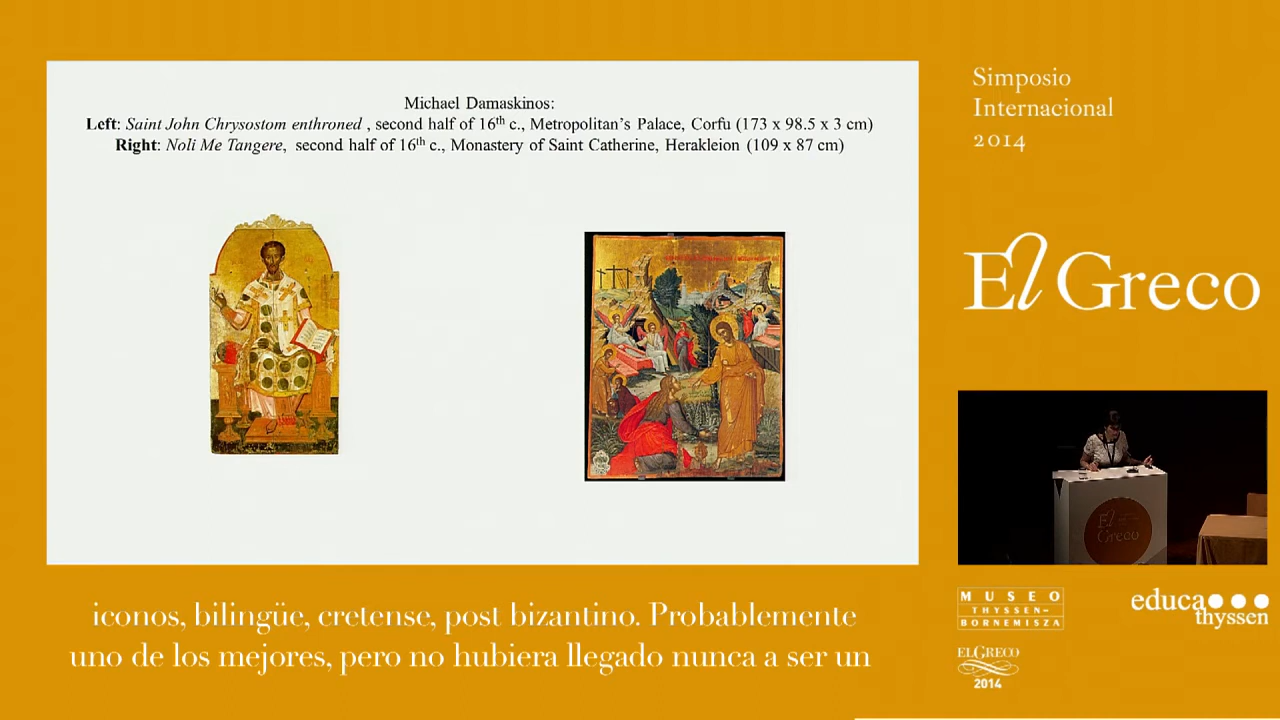 Michael Damaskinos:
Left: Saint John Chrysostom enthroned , second half of 16th c., Metropolitan’s Palace, Corfu (173 x 98.5 x 3 cm)
Right: Noli Me Tangere, second half of 16th c., Monastery of Saint Catherine, Herakleion (109 x 87 cm)
Simposio
Internacional
2014
El Greco
El
Greco
iconos, bilingüe, cretense, post bizantino. Probablemente
uno de los mejores, pero no hubiera llegado nunca a ser un
MUSEO
THYSSEN-
BORNEMISZA
educa
thyssen
EL GRECO
2014